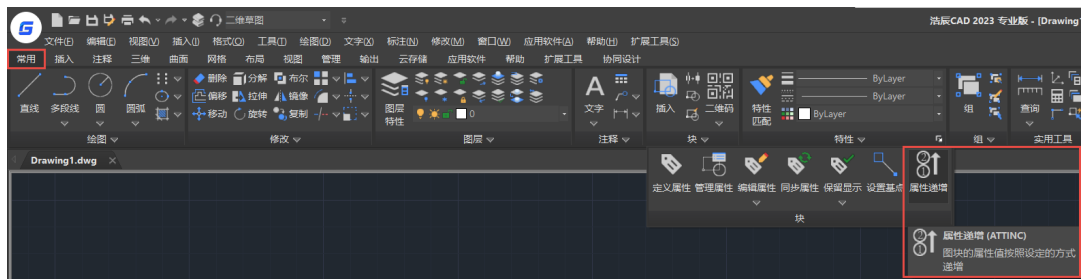 二维草图
浩辰CAD 2023 专业版 - [Drawing1
文件(F) 编辑(E) 视图(V) 插入(I) 格式(O) 工具(T) 绘图(D) 文字(X) 标注(N) 修改(M) 窗口(W) 应用软件(A) 帮助(H) 扩展工具(S)
常用 插入 注释 三维 曲面 网格 布局 视图 管理 输出 云存储 应用软件 帮助 扩展工具 协同设计
删除 分解 布尔
ByLayer
偏移 拉伸 镜像
ByLayer
直线 多段线 圆 圆弧
移动 旋转 复制
图层
特性
0
文字
插入
二维码
特性
匹配
ByLayer
组
查询
绘图 修改 图层 注释 块 特性 组 实用工具
Drawing1.dwg
定义属性 管理属性 编辑属性 同步属性 保留显示 设置基点 属性递增
块
属性递增 (ATTINC)
图块的属性值按照设定的方式
递增